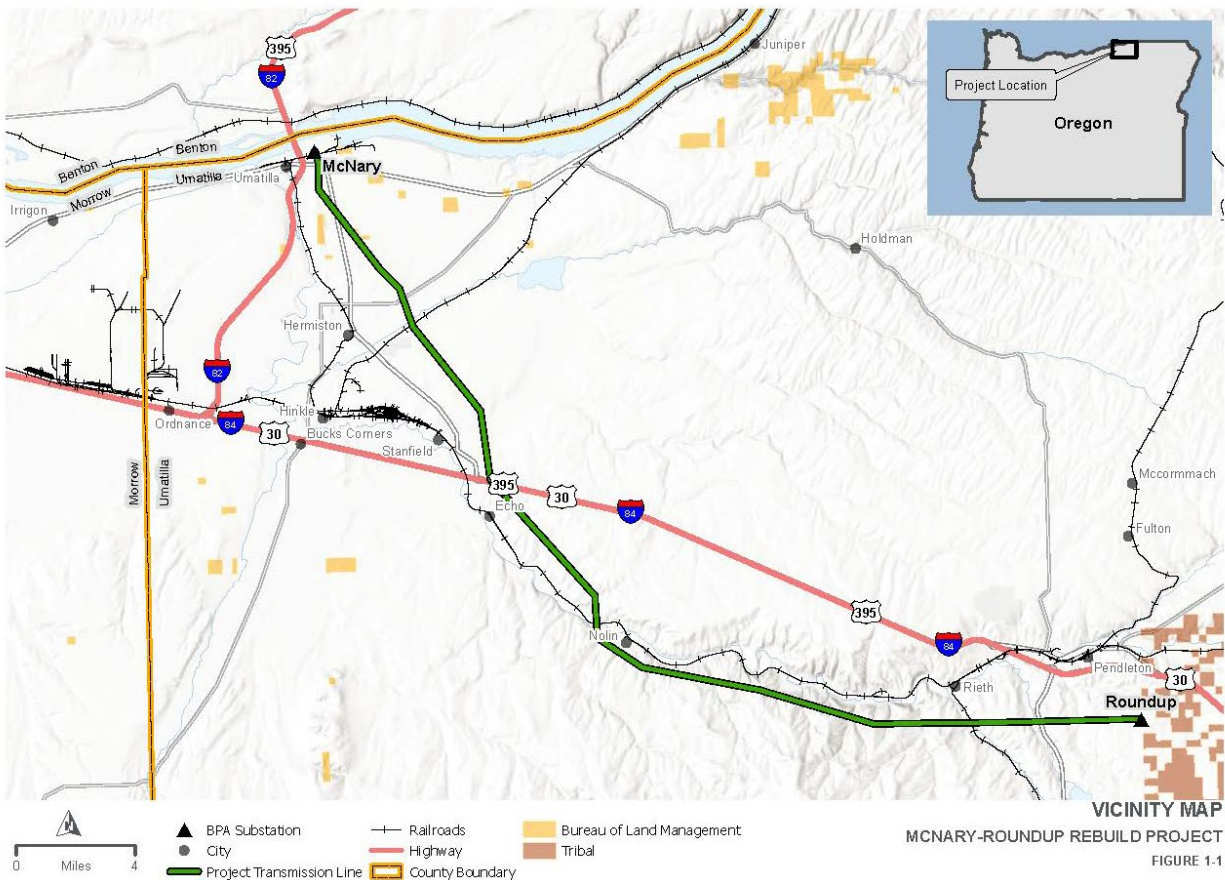 395
82
Juniper
Project Location
Oregon
Benton
Benton
McNary
Umatilla
Umatilla
Morrow
Irrigon
Holdman
Hermiston
82
Ordnance
84
30
Hinkle
Bucks Corners
Stanfield
Morrow
Umatilla
395
30
84
Echo
Mccormmach
Fulton
395
84
Nolin
Pendleton
30
Rieth
Roundup
VICINITY MAP
MCNARY-ROUNDUP REBUILD PROJECT
FIGURE 1-1
N
0 Miles 4
BPA Substation
City
Project Transmission Line
Railroads
Highway
County Boundary
Bureau of Land Management
Tribal